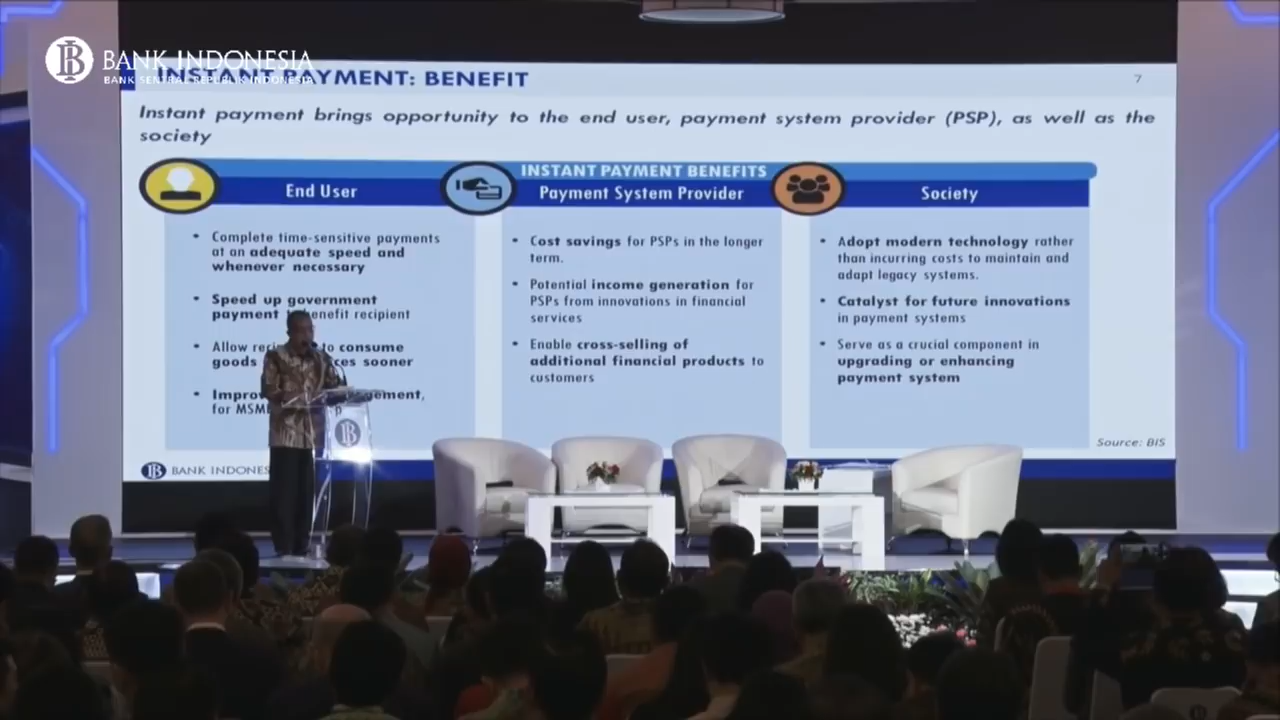 BANK INDONESIA
BANK SENTRAL REPUBLIK INDONESIA
INSTANT PAYMENT: BENEFIT
7
Instant payment brings opportunity to the end user, payment system provider (PSP), as well as the
society
INSTANT PAYMENT BENEFITS
End User
• Complete time-sensitive payments
at an adequate speed and
whenever necessary
• Speed up government
payment benefit recipient
• Allow to consume
goods sooner
•
for
Payment System Provider
• Cost savings for PSPs in the longer
term.
• Potential income generation for
PSPs from innovations in financial
services
• Enable cross-selling of
additional financial products to
customers
Society
• Adopt modern technology rather
than incurring costs to maintain and
adapt legacy systems.
• Catalyst for future innovations
in payment systems
• Serve as a crucial component in
upgrading or enhancing
payment system
Source: BIS
BANK